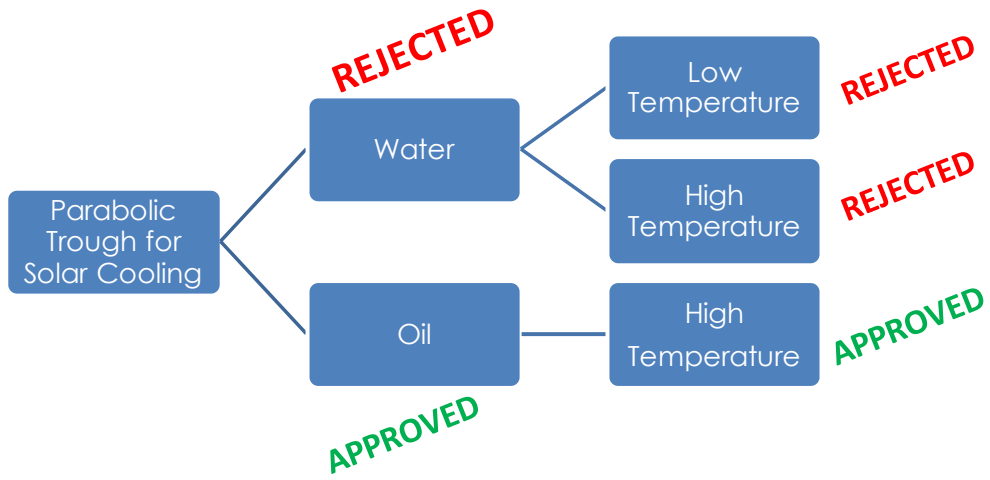 REJECTED
Low
Temperature
REJECTED
Water
High
Temperature
REJECTED
Parabolic
Trough for
Solar Cooling
Oil
High
Temperature
APPROVED
APPROVED